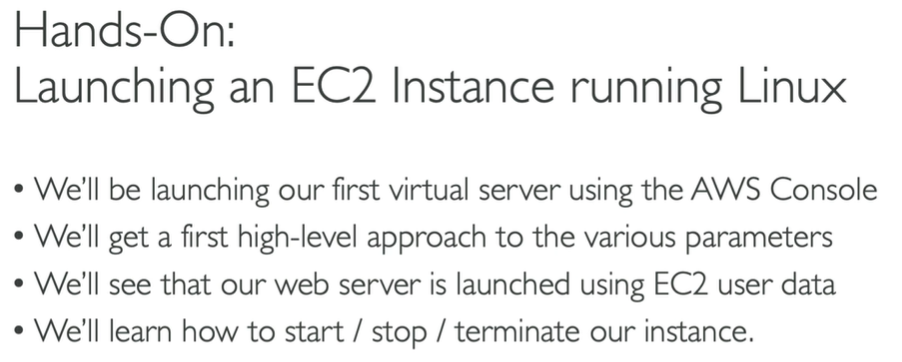 Hands-On:
Launching an EC2 Instance running Linux
• We'll be launching our first virtual server using the AWS Console
• We'll get a first high-level approach to the various parameters
• We'll see that our web server is launched using EC2 user data
• We'll learn how to start / stop / terminate our instance.